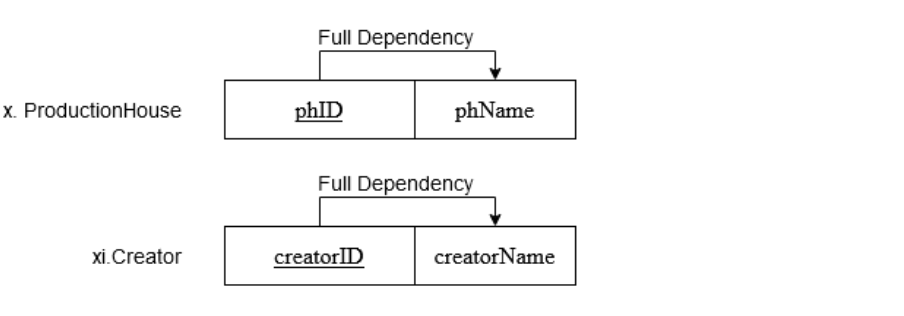 Full Dependency
x. ProductionHouse phID phName
Full Dependency
xi.Creator creatorID creatorName